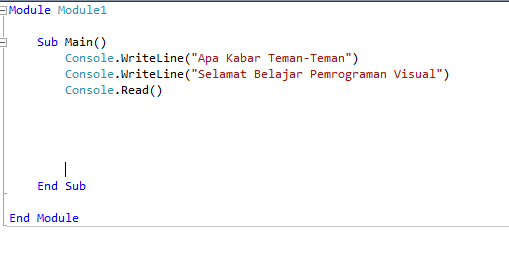 Module Module1
Sub Main()
Console.WriteLine("Apa Kabar Teman-Teman")
Console.WriteLine("Selamat Belajar Pemrograman Visual")
Console.Read()
End Sub
End Module